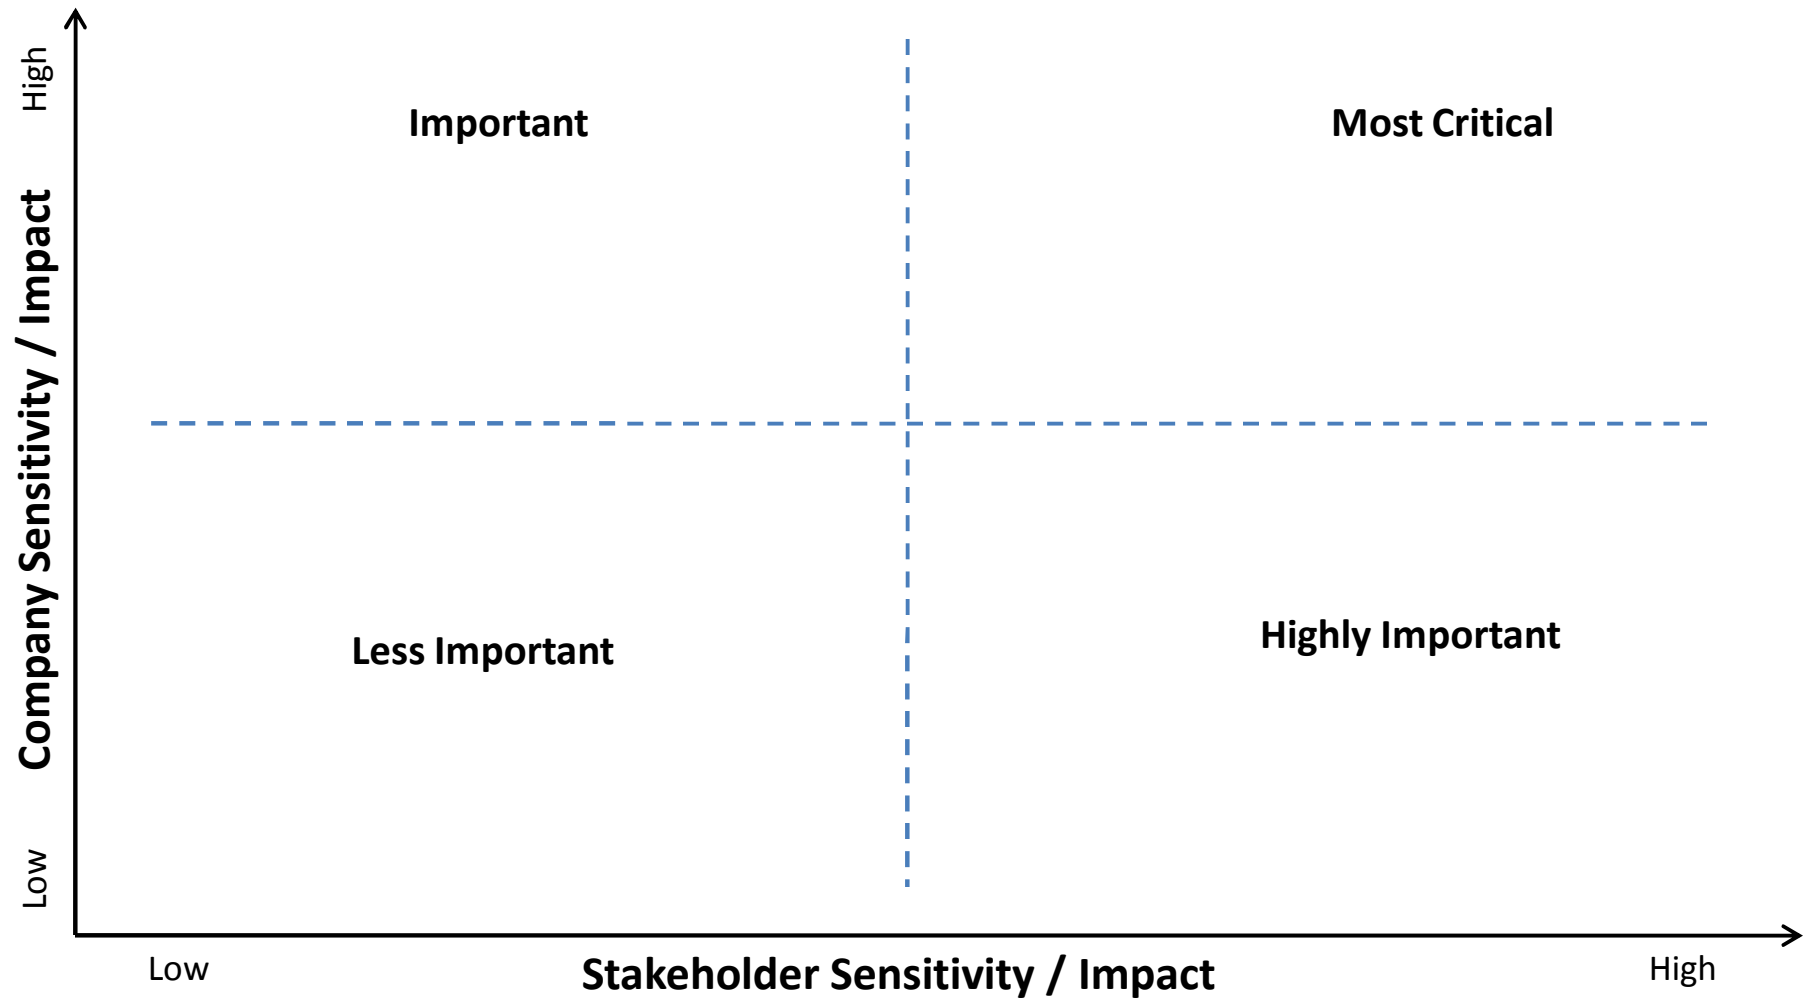 High
Important
Most Critical
Company Sensitivity / Impact
Less Important
Highly Important
Low
Low
Stakeholder Sensitivity / Impact
High